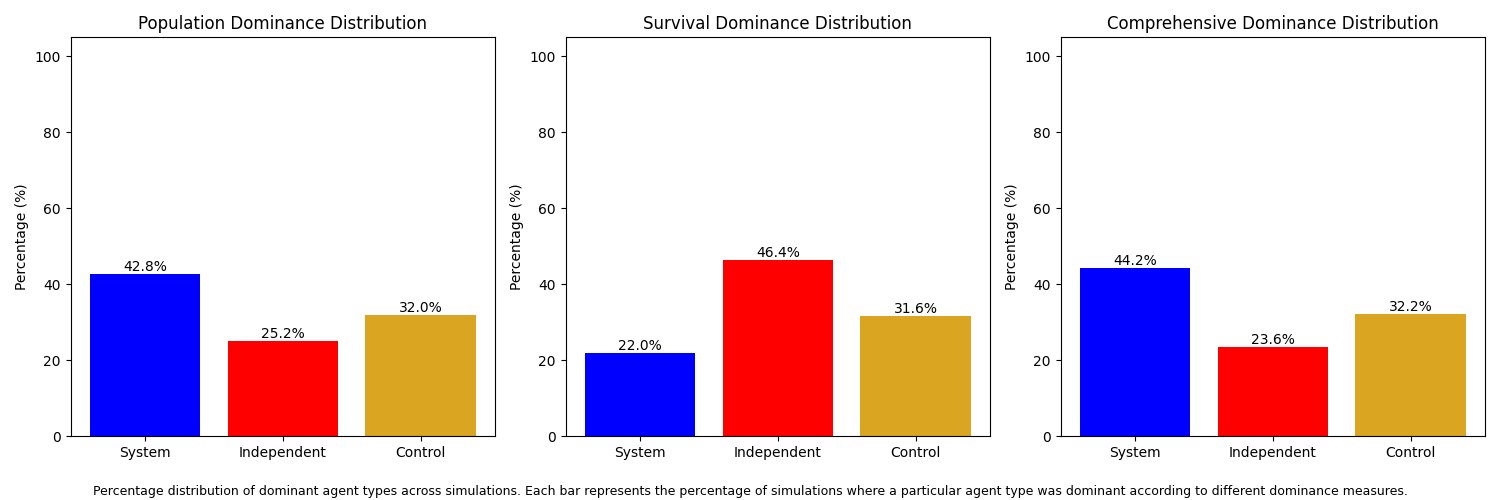 Population Dominance Distribution
Percentage (%)
100
80
60
40
20
0
42.8%
25.2%
32.0%
System
Independent
Control
Survival Dominance Distribution
Percentage (%)
100
80
60
40
20
0
22.0%
46.4%
31.6%
System
Independent
Control
Comprehensive Dominance Distribution
Percentage (%)
100
80
60
40
20
0
44.2%
23.6%
32.2%
System
Independent
Control
Percentage distribution of dominant agent types across simulations. Each bar represents the percentage of simulations where a particular agent type was dominant according to different dominance measures.